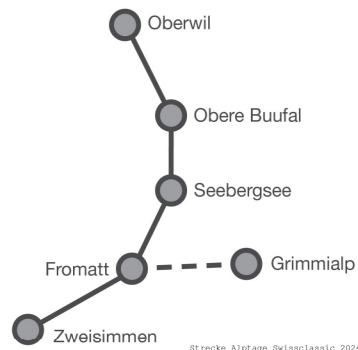 Oberwil
Obere Buufal
Seebergsee
Fromatt
Grimmialp
Zweisimmen
Strecke Alptage Swissclassic 2024